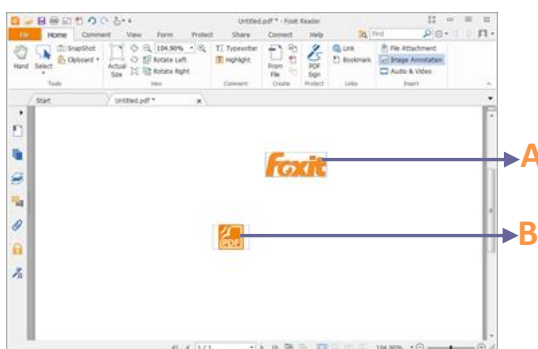 Untitled.pdf * - Foxit Reader
File Home Comment View Form Protect Share Connect Help Find
Hand
Select
SnapShot
Clipboard
Actual Size
104.90%
Rotate Left
Rotate Right
Typewriter
Highlight
From File
PDF Sign
Link
Bookmark
File Attachment
Image Annotation
Audio & Video
Tools View Comment Create Protect Links Insert
Start Untitled.pdf *
Foxit A
PDF B
1 / 1 104.90%